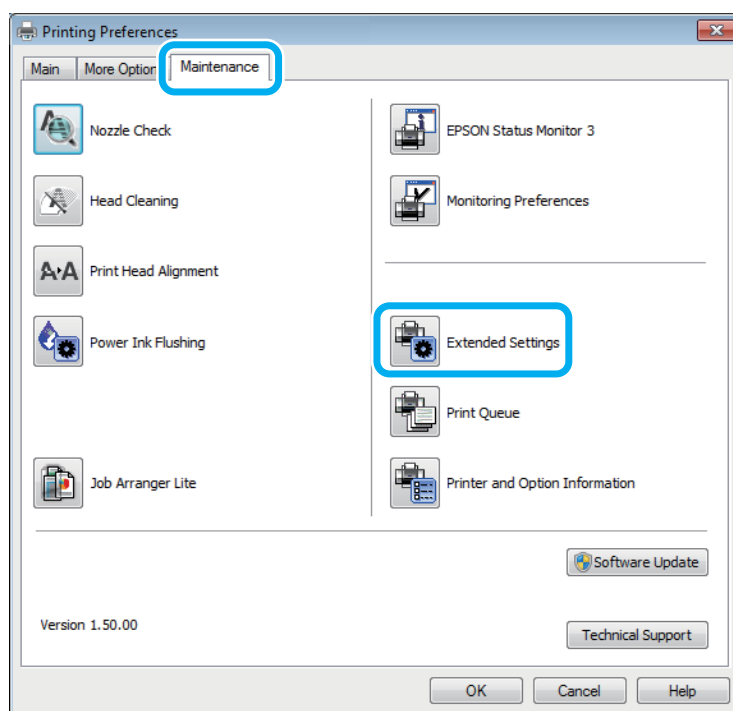 Printing Preferences
Main
More Option
Maintenance
Nozzle Check
EPSON Status Monitor 3
Head Cleaning
Monitoring Preferences
A A
Print Head Alignment
Power Ink Flushing
Extended Settings
Print Queue
Job Arranger Lite
Printer and Option Information
Software Update
Version 1.50.00
Technical Support
OK
Cancel
Help